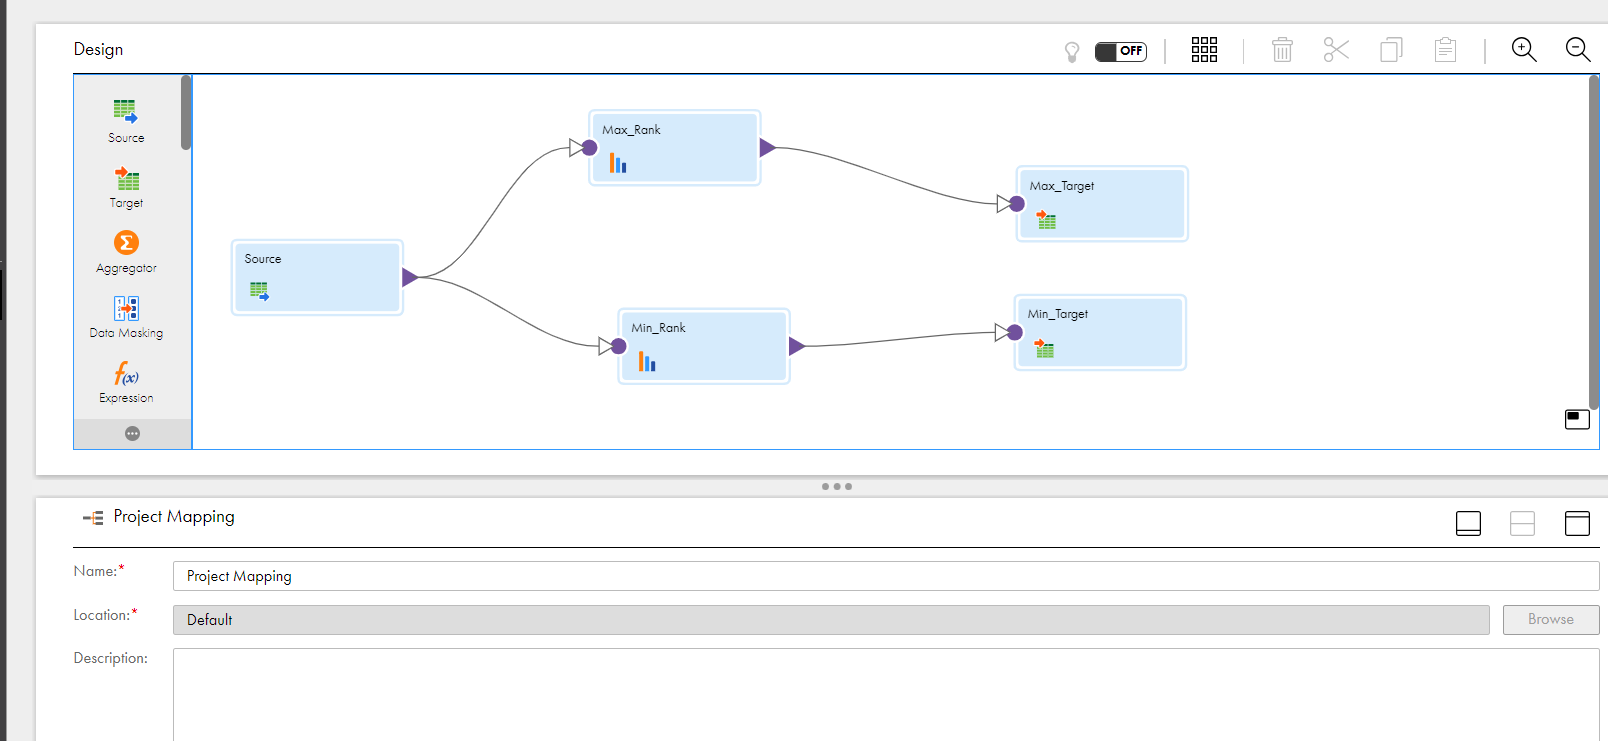 Design
OFF
Source
Target
Aggregator
Data Masking
Expression
f(x)
Source
Max_Rank
Min_Rank
Max_Target
Min_Target
Project Mapping
Name:*
Project Mapping
Location:*
Default
Browse
Description: